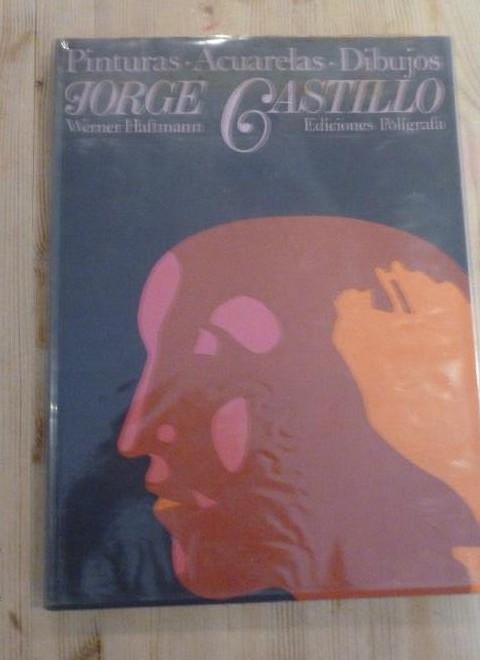 Pinturas · Acuarelas · Dibujos
JORGE CASTILLO
Werner Haftmann Ediciones Polígrafa